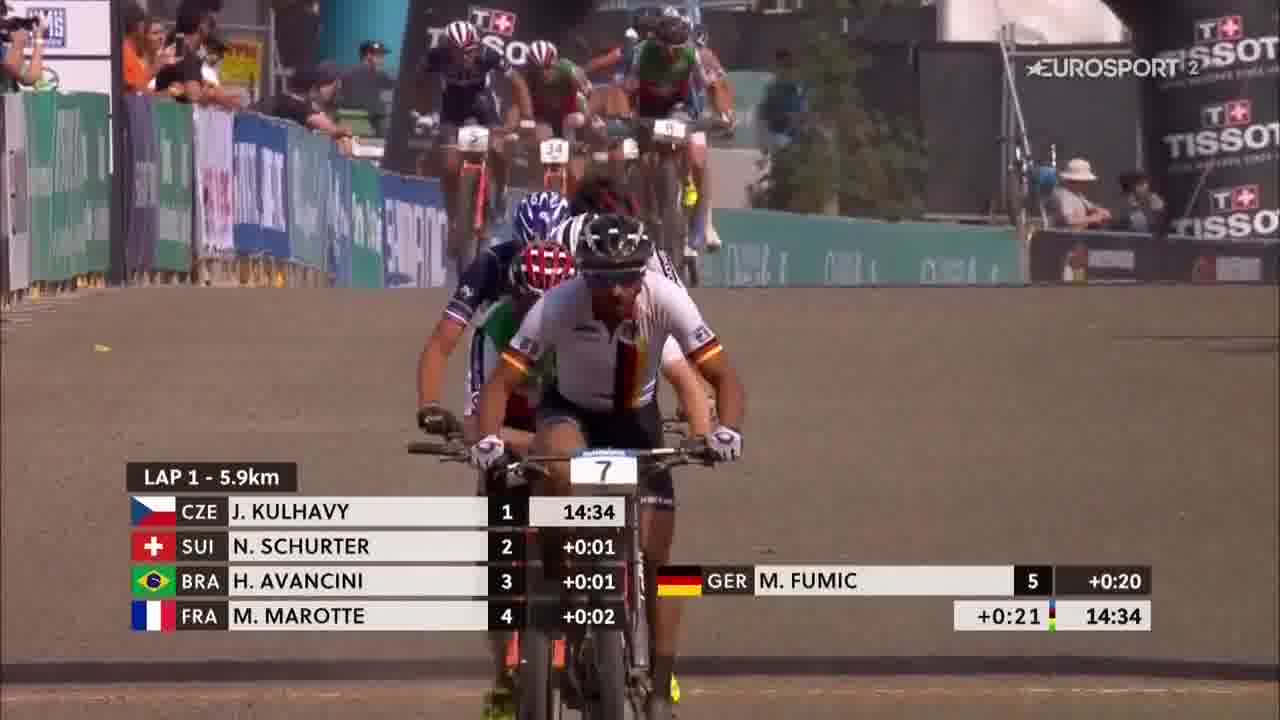 TISSOT
EUROSPORT 2
TISSOT
TISSOT
3
34
7
LAP 1 - 5.9km
CZE J. KULHAVY 1 14:34
SUI N. SCHURTER 2 +0:01
BRA H. AVANCINI 3 +0:01
GER M. FUMIC 5 +0:20
FRA M. MAROTTE 4 +0:02
+0:21 14:34